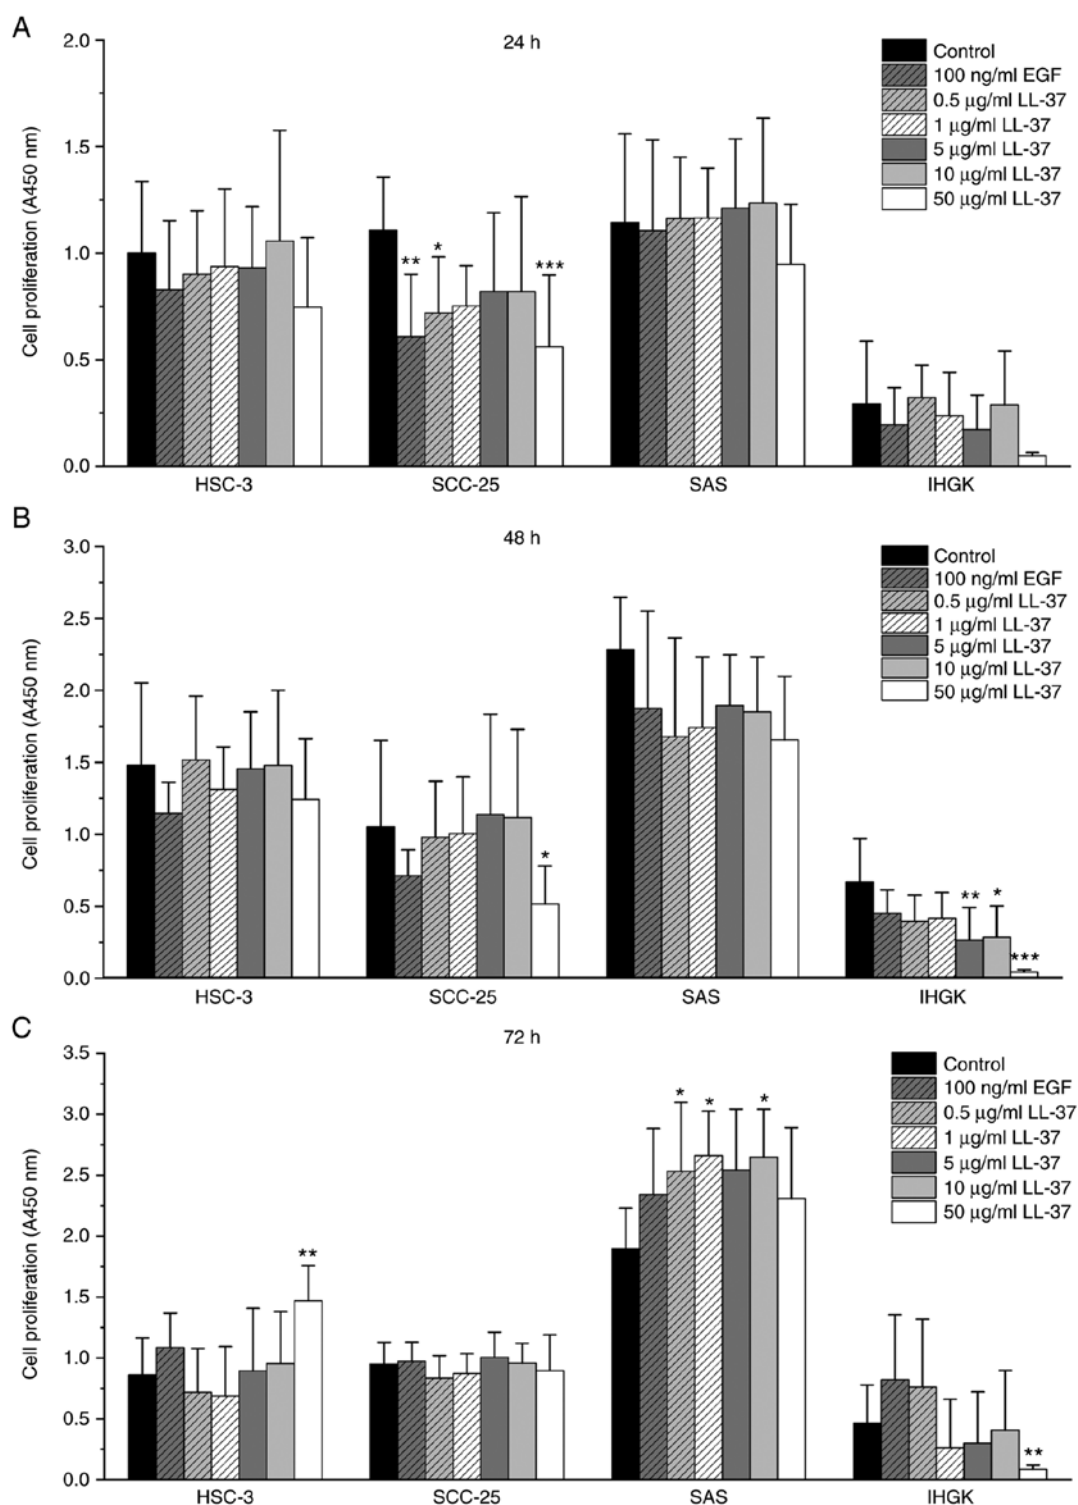 A
24 h
2.0
1.5
1.0
0.5
0.0
Cell proliferation (A450 nm)
Control
100 ng/ml EGF
0.5 µg/ml LL-37
1 µg/ml LL-37
5 µg/ml LL-37
10 µg/ml LL-37
50 µg/ml LL-37
** * ***
HSC-3 SCC-25 SAS IHGK
B
48 h
3.0
2.5
2.0
1.5
1.0
0.5
0.0
Cell proliferation (A450 nm)
Control
100 ng/ml EGF
0.5 µg/ml LL-37
1 µg/ml LL-37
5 µg/ml LL-37
10 µg/ml LL-37
50 µg/ml LL-37
* ** * ***
HSC-3 SCC-25 SAS IHGK
C
72 h
3.5
3.0
2.5
2.0
1.5
1.0
0.5
0.0
Cell proliferation (A450 nm)
Control
100 ng/ml EGF
0.5 µg/ml LL-37
1 µg/ml LL-37
5 µg/ml LL-37
10 µg/ml LL-37
50 µg/ml LL-37
** * * * **
HSC-3 SCC-25 SAS IHGK